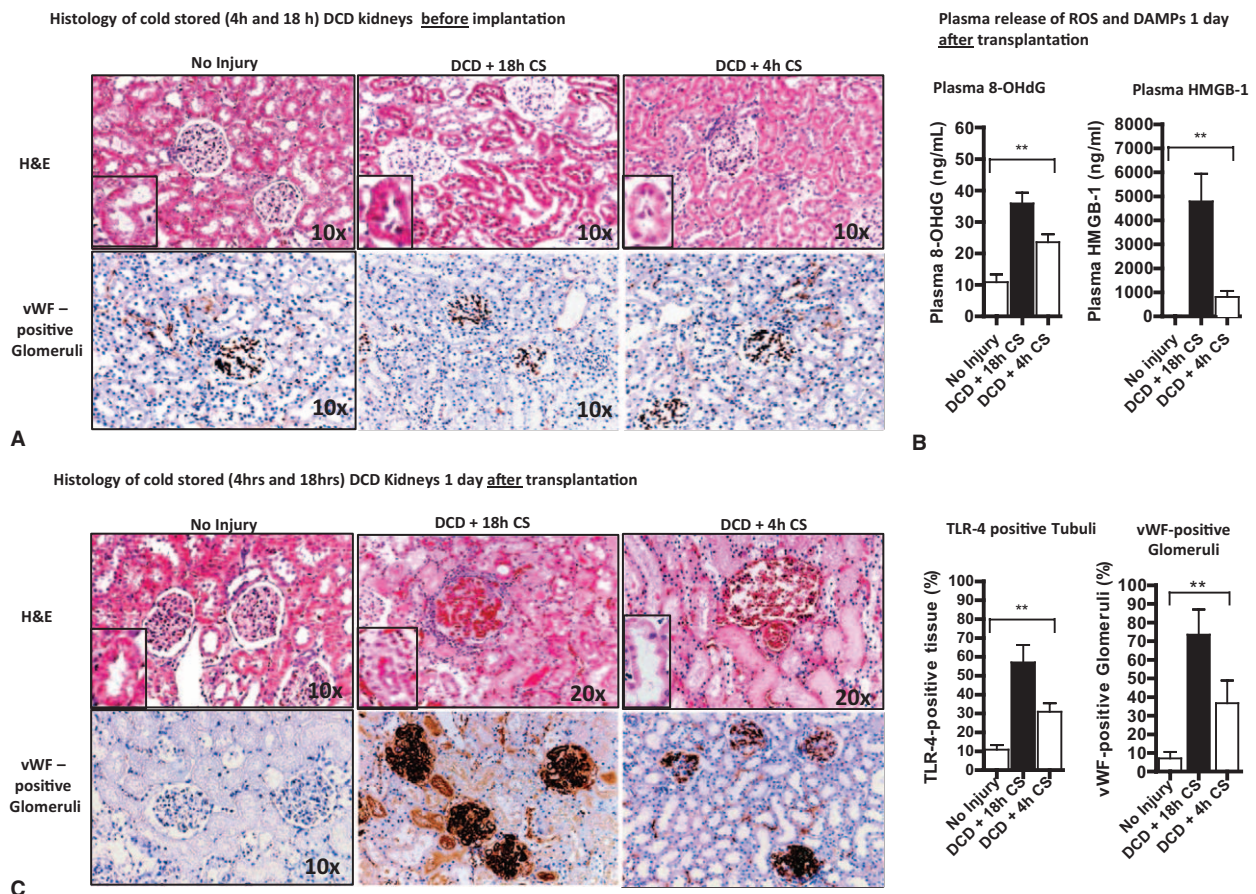 A
Histology of cold stored (4h and 18 h) DCD kidneys before implantation
No Injury
DCD + 18h CS
DCD + 4h CS
H&E
10x
10x
10x
vWF –
positive
Glomeruli
10x
10x
10x
A
Plasma release of ROS and DAMPs 1 day
after transplantation
Plasma 8-OHdG
Plasma 8-OHdG (ng/mL)
60
50
40
30
20
10
0
**
No Injury
DCD + 18h CS
DCD + 4h CS
Plasma HMGB-1
Plasma HMGB-1 (ng/ml)
8000
7000
6000
5000
4000
3000
2000
1000
0
**
No injury
DCD + 18h CS
DCD + 4h CS
B
Histology of cold stored (4hrs and 18hrs) DCD Kidneys 1 day after transplantation
No Injury
DCD + 18h CS
DCD + 4h CS
H&E
10x
20x
20x
vWF –
positive
Glomeruli
10x
C
TLR-4 positive Tubuli
TLR-4-positive tissue (%)
100
90
80
70
60
50
40
30
20
10
0
**
No Injury
DCD + 18h CS
DCD + 4h CS
vWF-positive
Glomeruli
vWF-positive Glomeruli (%)
100
90
80
70
60
50
40
30
20
10
0
**
No Injury
DCD + 18h CS
DCD + 4h CS